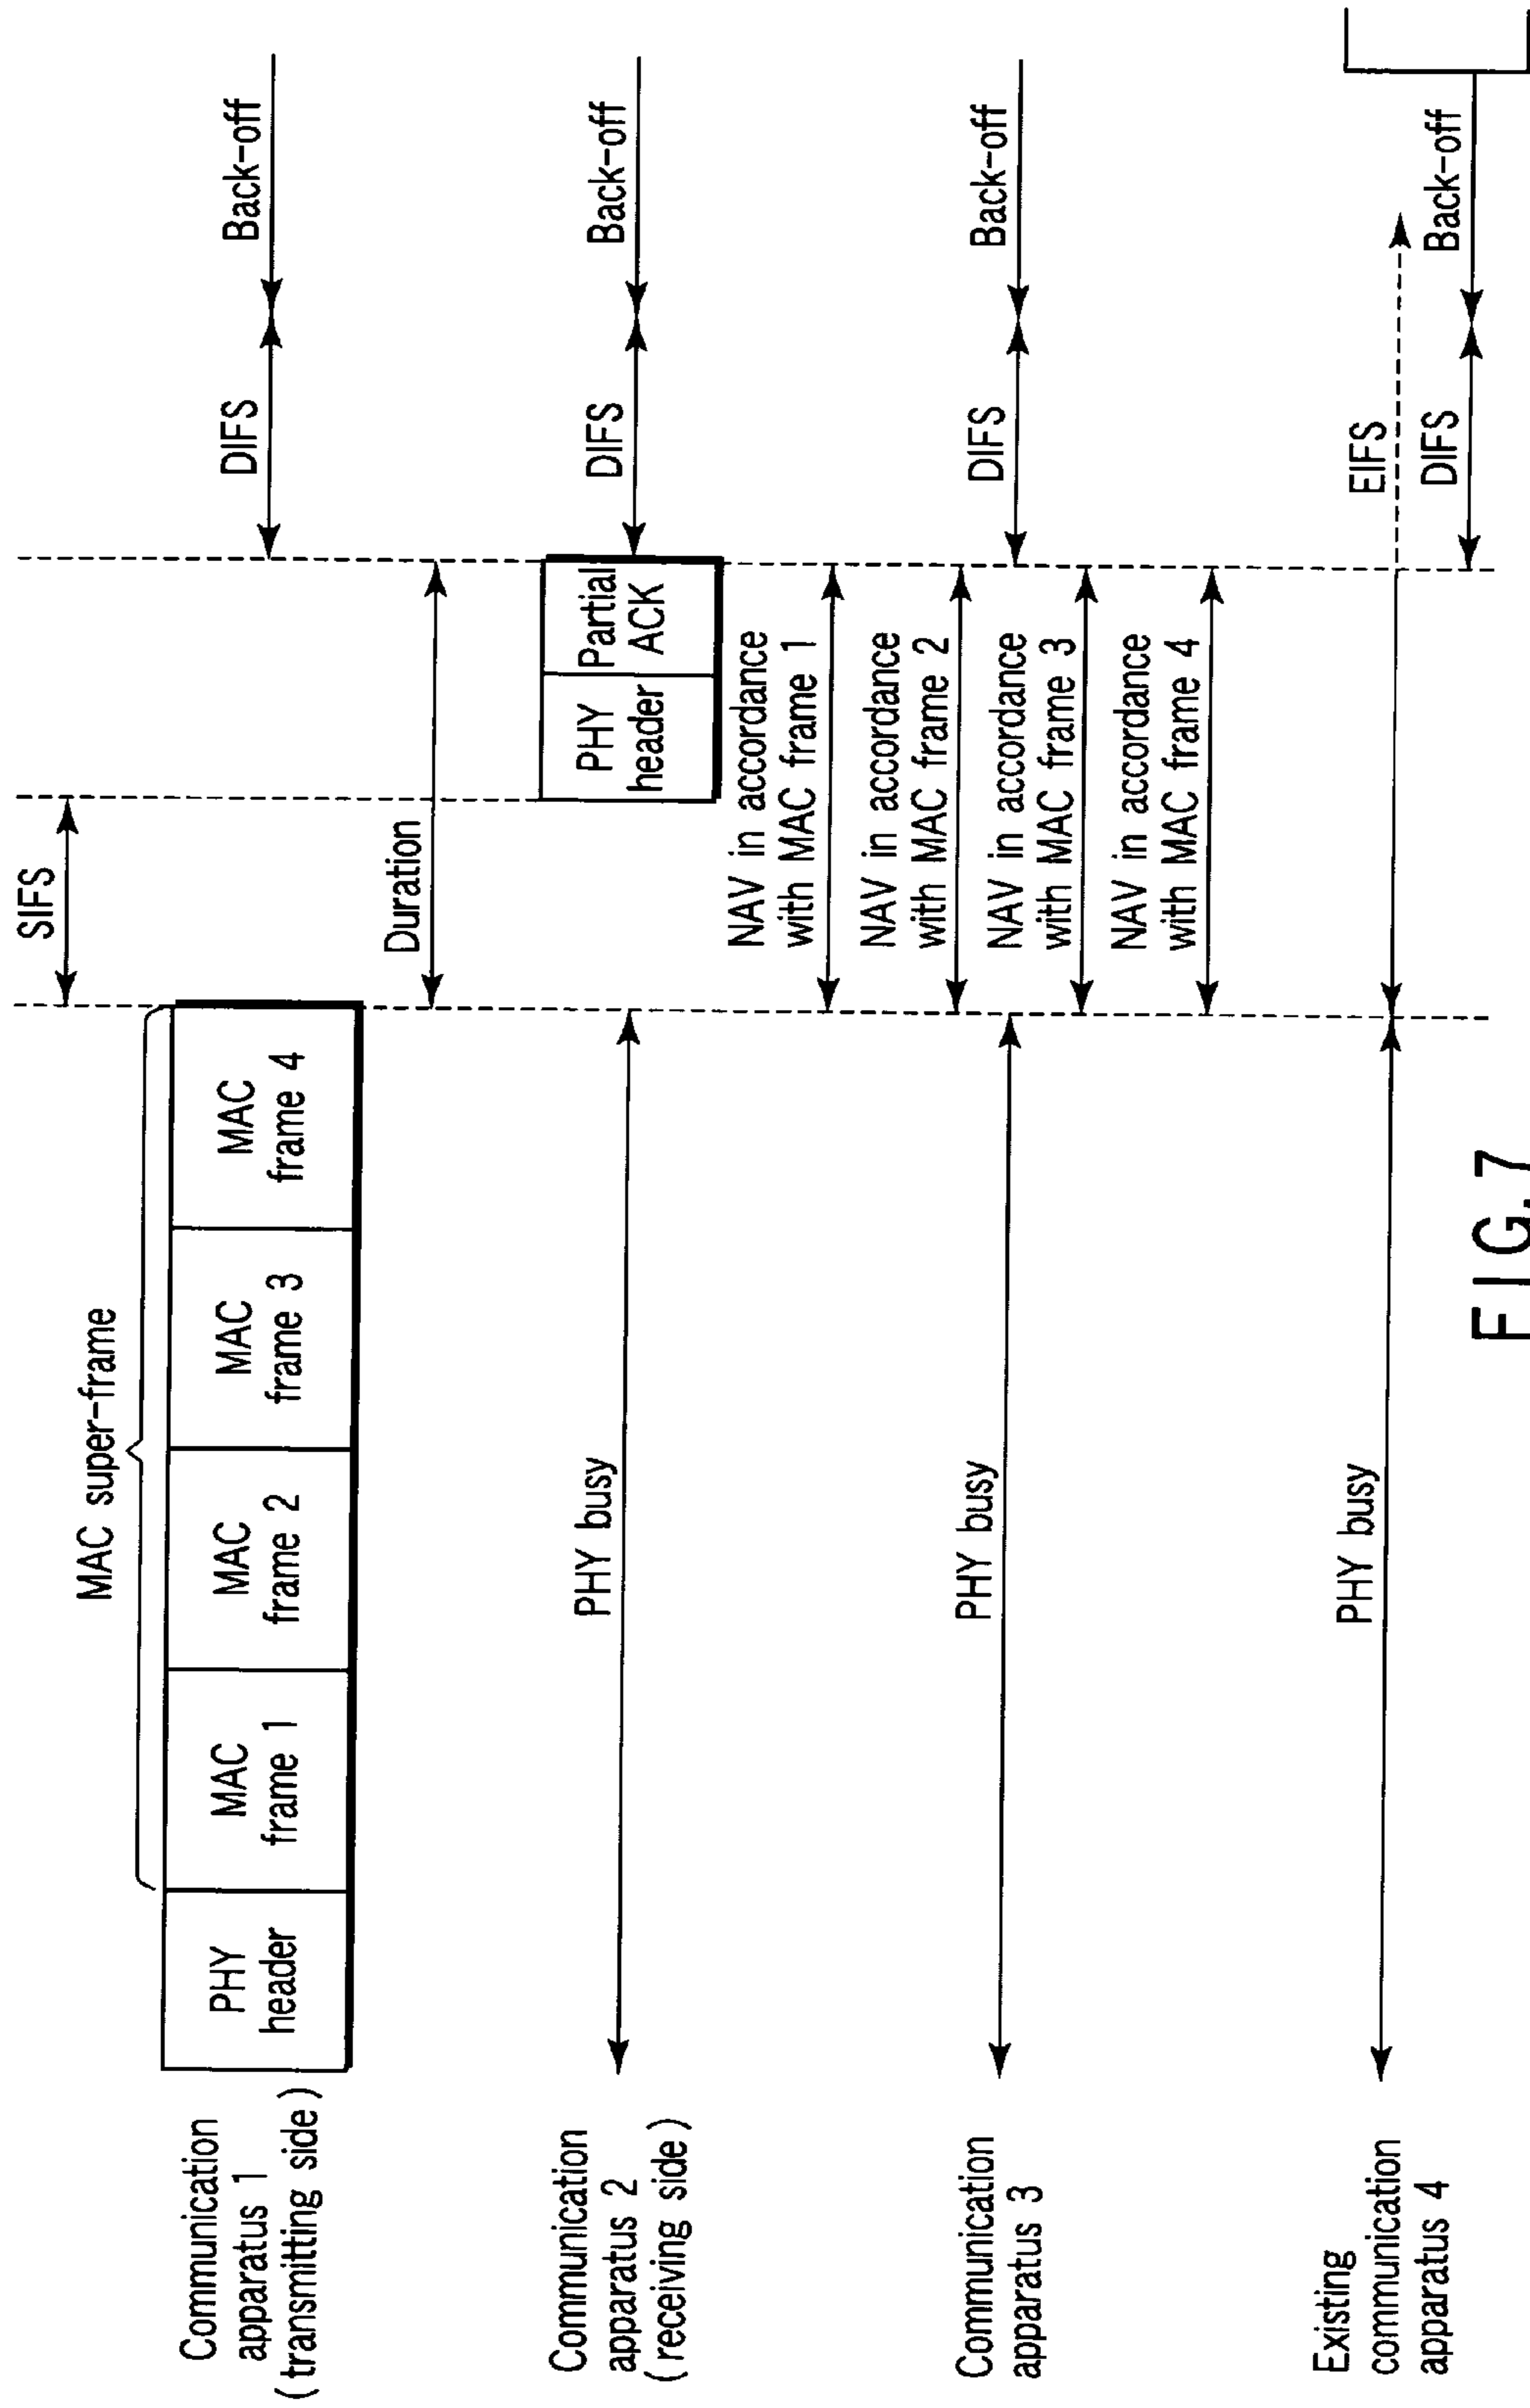 SIFS
MAC super-frame
PHY
header
MAC
frame 1
MAC
frame 2
MAC
frame 3
MAC
frame 4
Communication
apparatus 1
(transmitting side)
DIFS
Back-off
Duration
Communication
apparatus 2
(receiving side)
PHY busy
PHY
header
Partial
ACK
DIFS
Back-off
NAV in accordance
with MAC frame 1
NAV in accordance
with MAC frame 2
NAV in accordance
with MAC frame 3
NAV in accordance
with MAC frame 4
Communication
apparatus 3
PHY busy
DIFS
Back-off
Existing
communication
apparatus 4
PHY busy
EIFS
DIFS
Back-off
FIG. 7